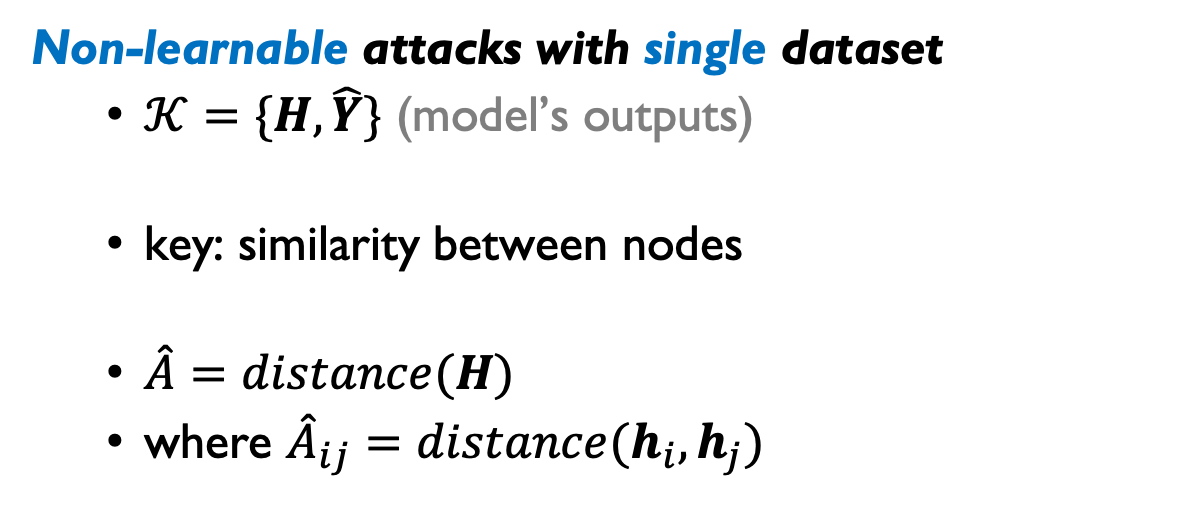 Non-learnable attacks with single dataset
• 𝒦 = {𝑯, 𝒀̂} (model's outputs)
• key: similarity between nodes
• Â = distance(𝑯)
• where Â_ij = distance(𝒉_i, 𝒉_j)